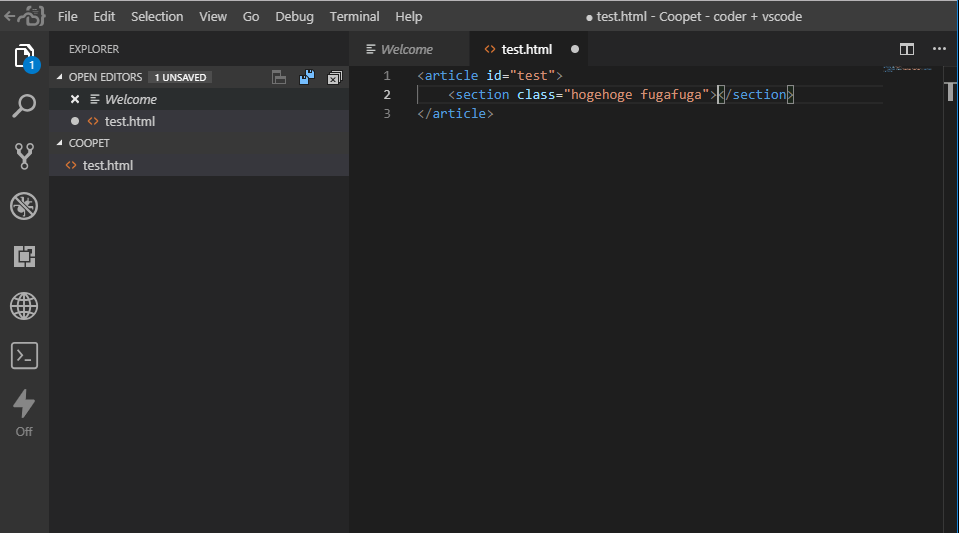 File Edit Selection View Go Debug Terminal Help ● test.html - Coopet - coder + vscode
EXPLORER
OPEN EDITORS 1 UNSAVED
Welcome
test.html
COOPET
test.html
1
Off
Welcome test.html
1 <article id="test">
2 <section class="hogehoge fugafuga"></section>
3 </article>